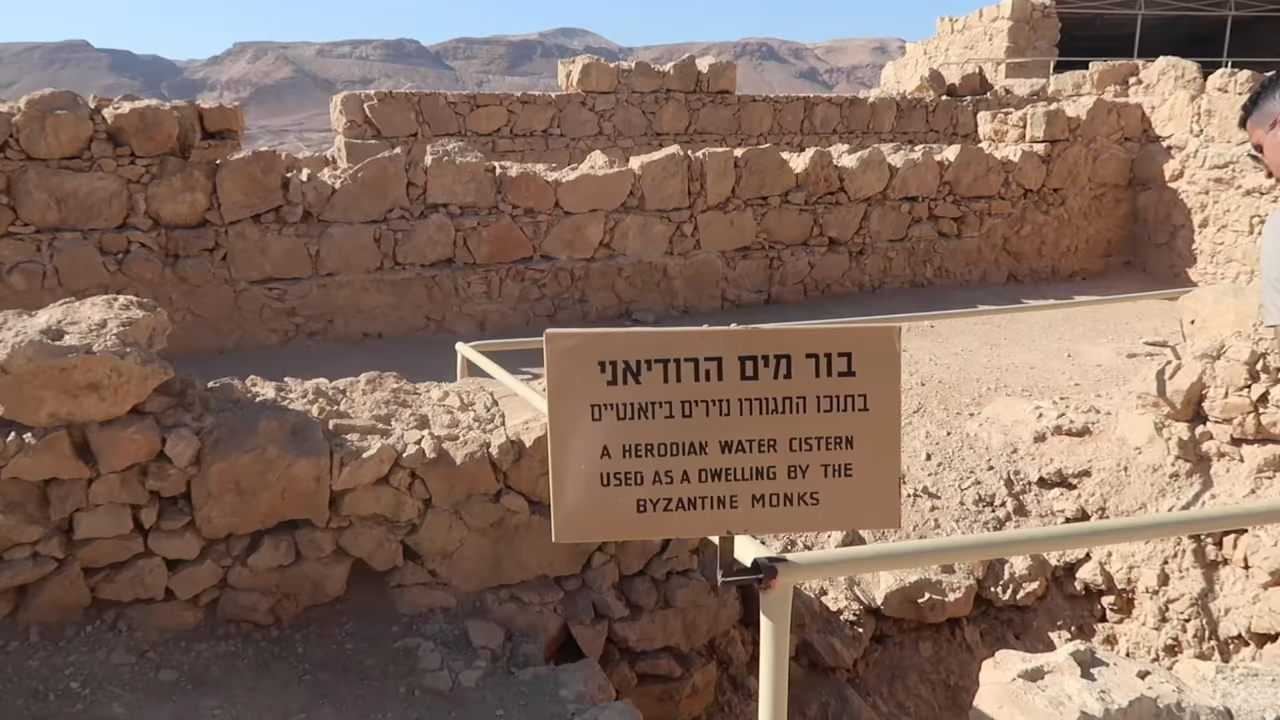 בור מים הרודיאני
בתוכו התגוררו נזירים ביזאנטיים
A HERODIAN WATER CISTERN
USED AS A DWELLING BY THE
BYZANTINE MONKS